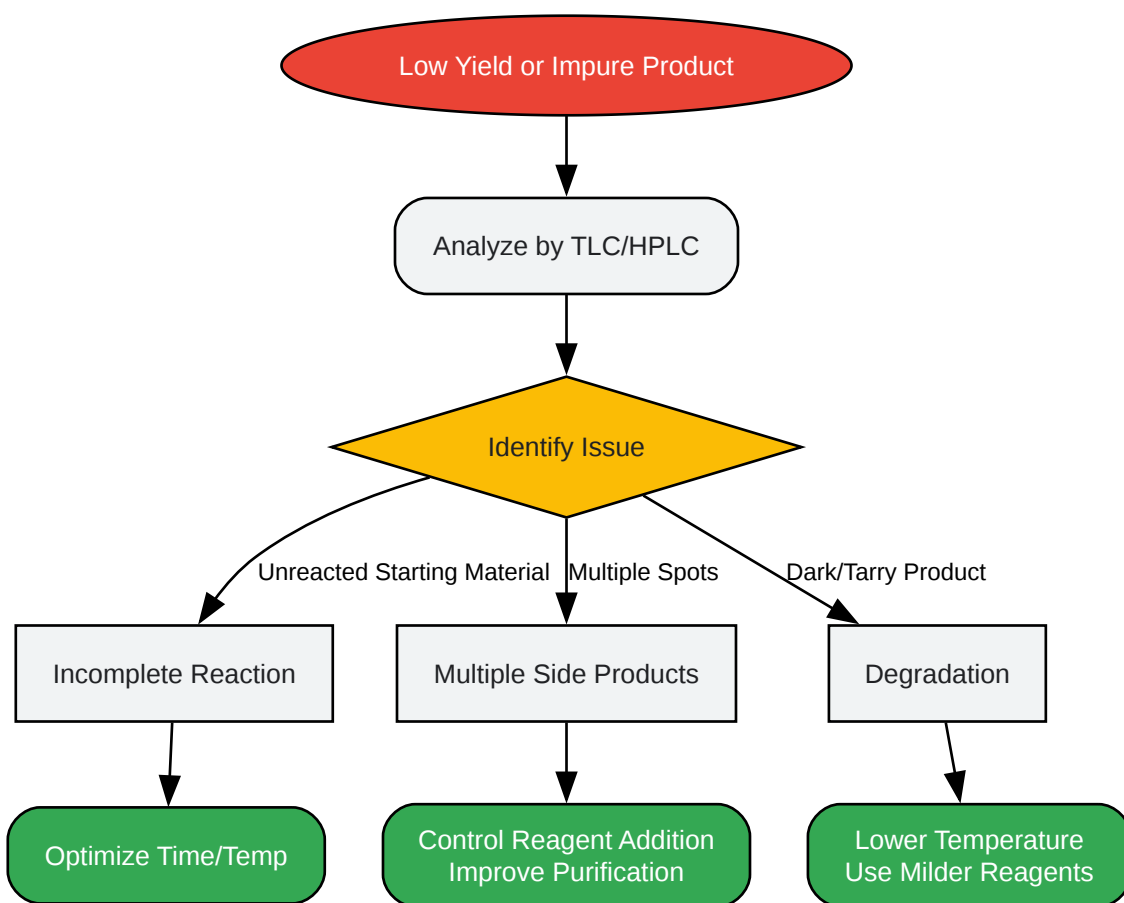 Low Yield or Impure Product
Analyze by TLC/HPLC
Identify Issue
Unreacted Starting Material
Multiple Spots
Dark/Tarry Product
Incomplete Reaction
Multiple Side Products
Degradation
Optimize Time/Temp
Control Reagent Addition
Improve Purification
Lower Temperature
Use Milder Reagents